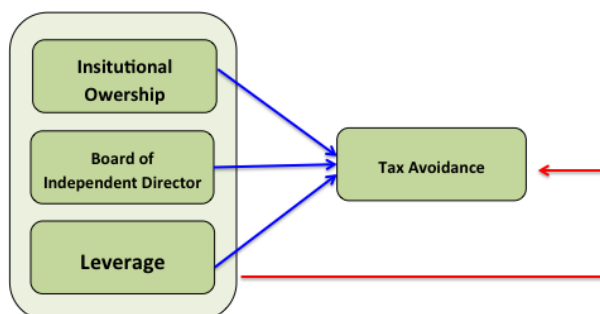 Insitutional
Owership
Board of
Independent Director
Leverage
Tax Avoidance